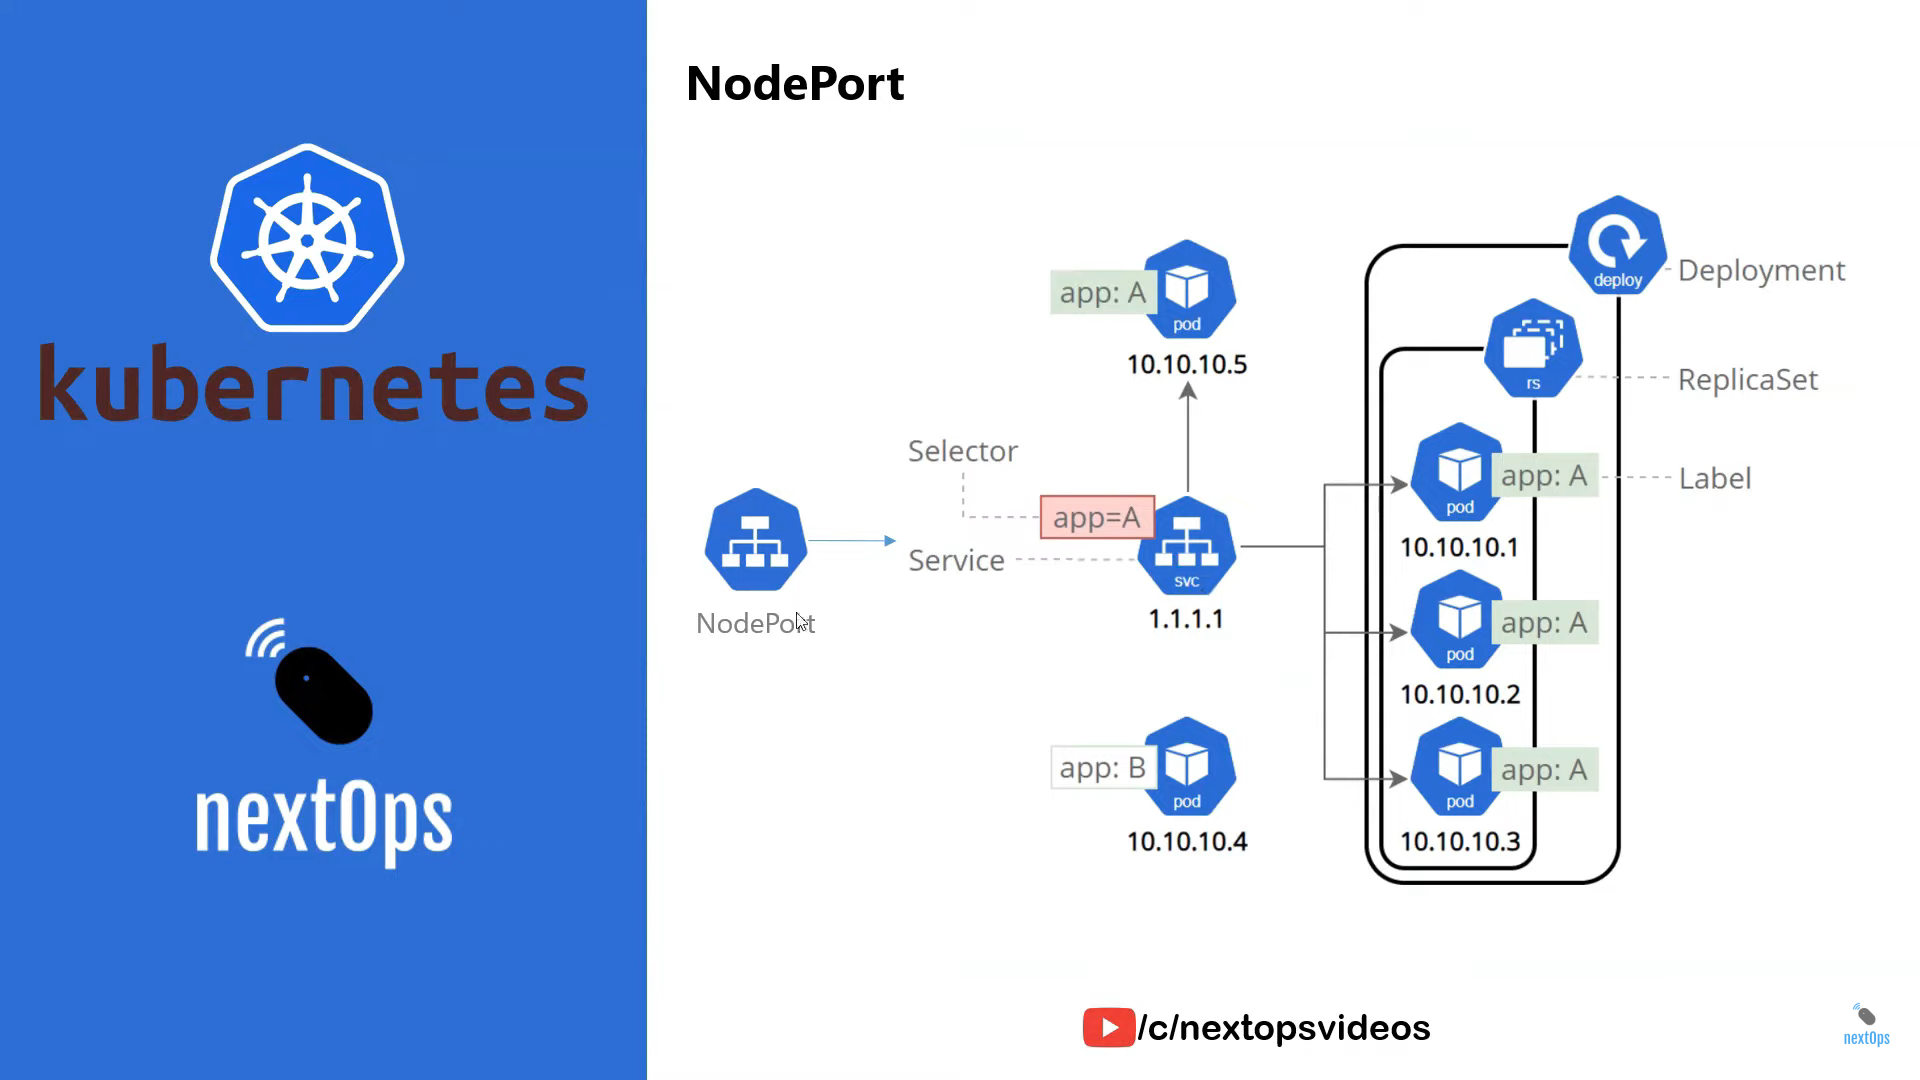 NodePort
kubernetes
nextOps
deploy
Deployment
rs
ReplicaSet
app: A
pod
10.10.10.5
Selector
app=A
Service
svc
1.1.1.1
NodePort
pod
app: A
Label
10.10.10.1
pod
app: A
10.10.10.2
app: B
pod
10.10.10.4
pod
app: A
10.10.10.3
/c/nextopsvideos
nextOps